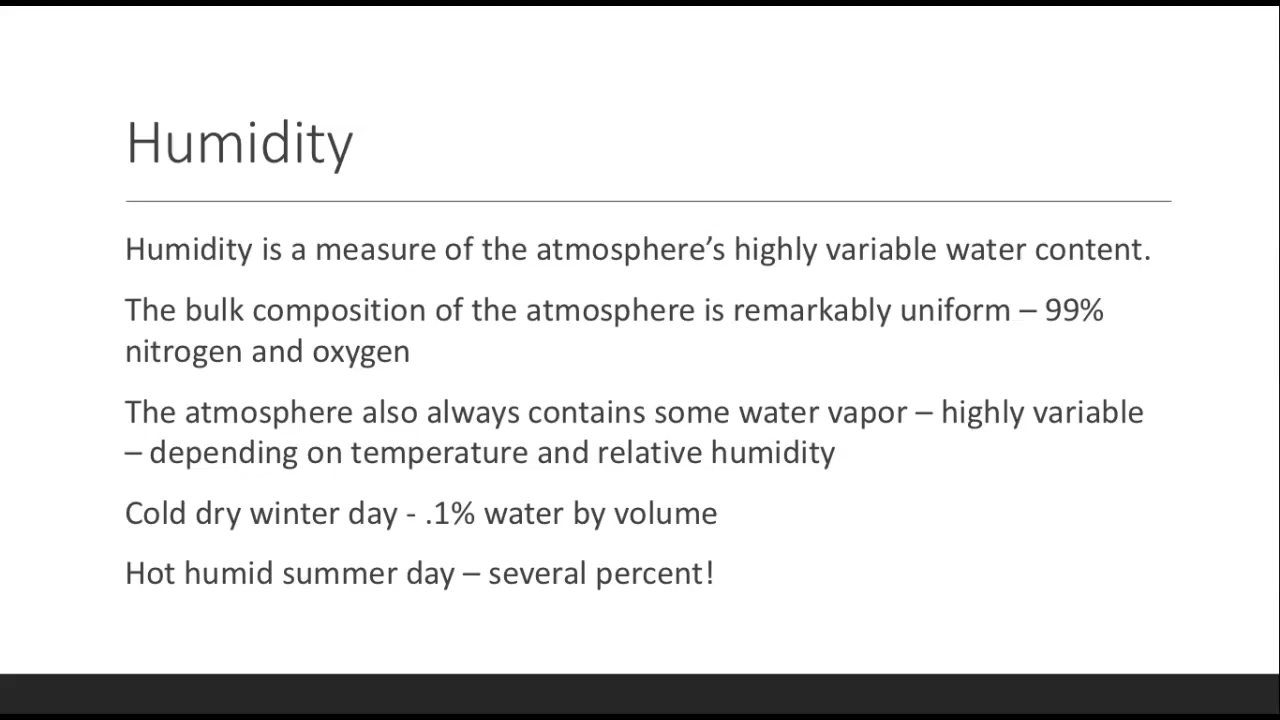 Humidity
Humidity is a measure of the atmosphere’s highly variable water content.
The bulk composition of the atmosphere is remarkably uniform – 99%
nitrogen and oxygen
The atmosphere also always contains some water vapor – highly variable
– depending on temperature and relative humidity
Cold dry winter day - .1% water by volume
Hot humid summer day – several percent!